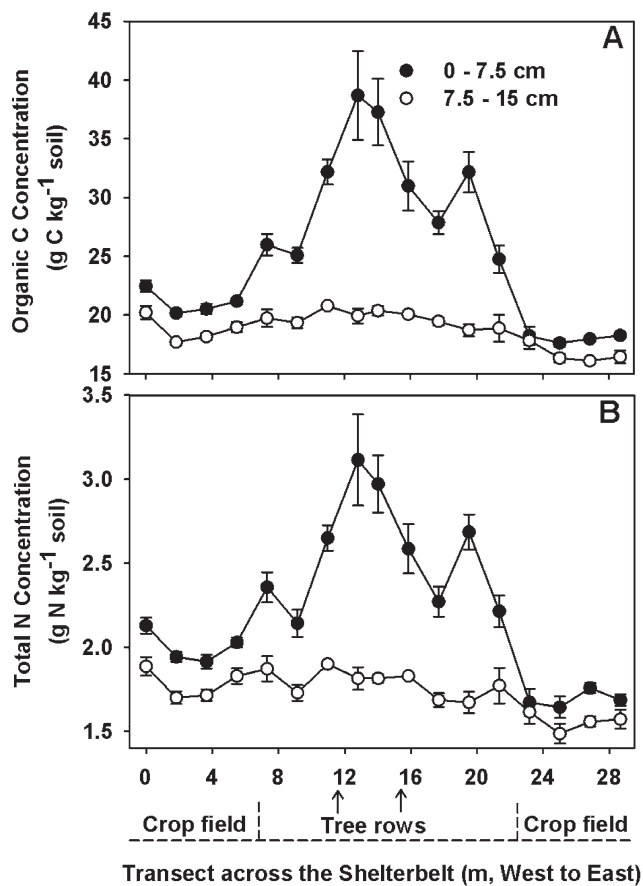 45
A
0 - 7.5 cm
7.5 - 15 cm
40
35
30
25
20
15
Organic C Concentration
(g C kg⁻¹ soil)
3.5
B
3.0
2.5
2.0
1.5
Total N Concentration
(g N kg⁻¹ soil)
0 4 8 12 16 20 24 28
Crop field Tree rows Crop field
Transect across the Shelterbelt (m, West to East)